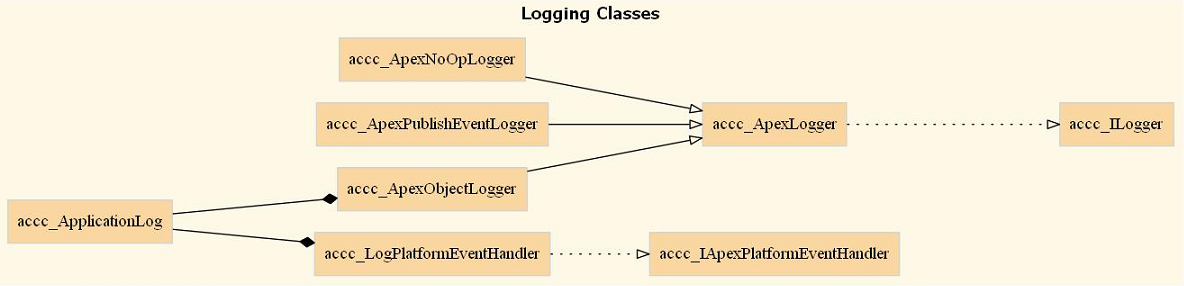 Logging Classes
accc_ApexNoOpLogger
accc_ApexPublishEventLogger
accc_ApexLogger
accc_ILogger
accc_ApexObjectLogger
accc_ApplicationLog
accc_LogPlatformEventHandler
accc_IApexPlatformEventHandler